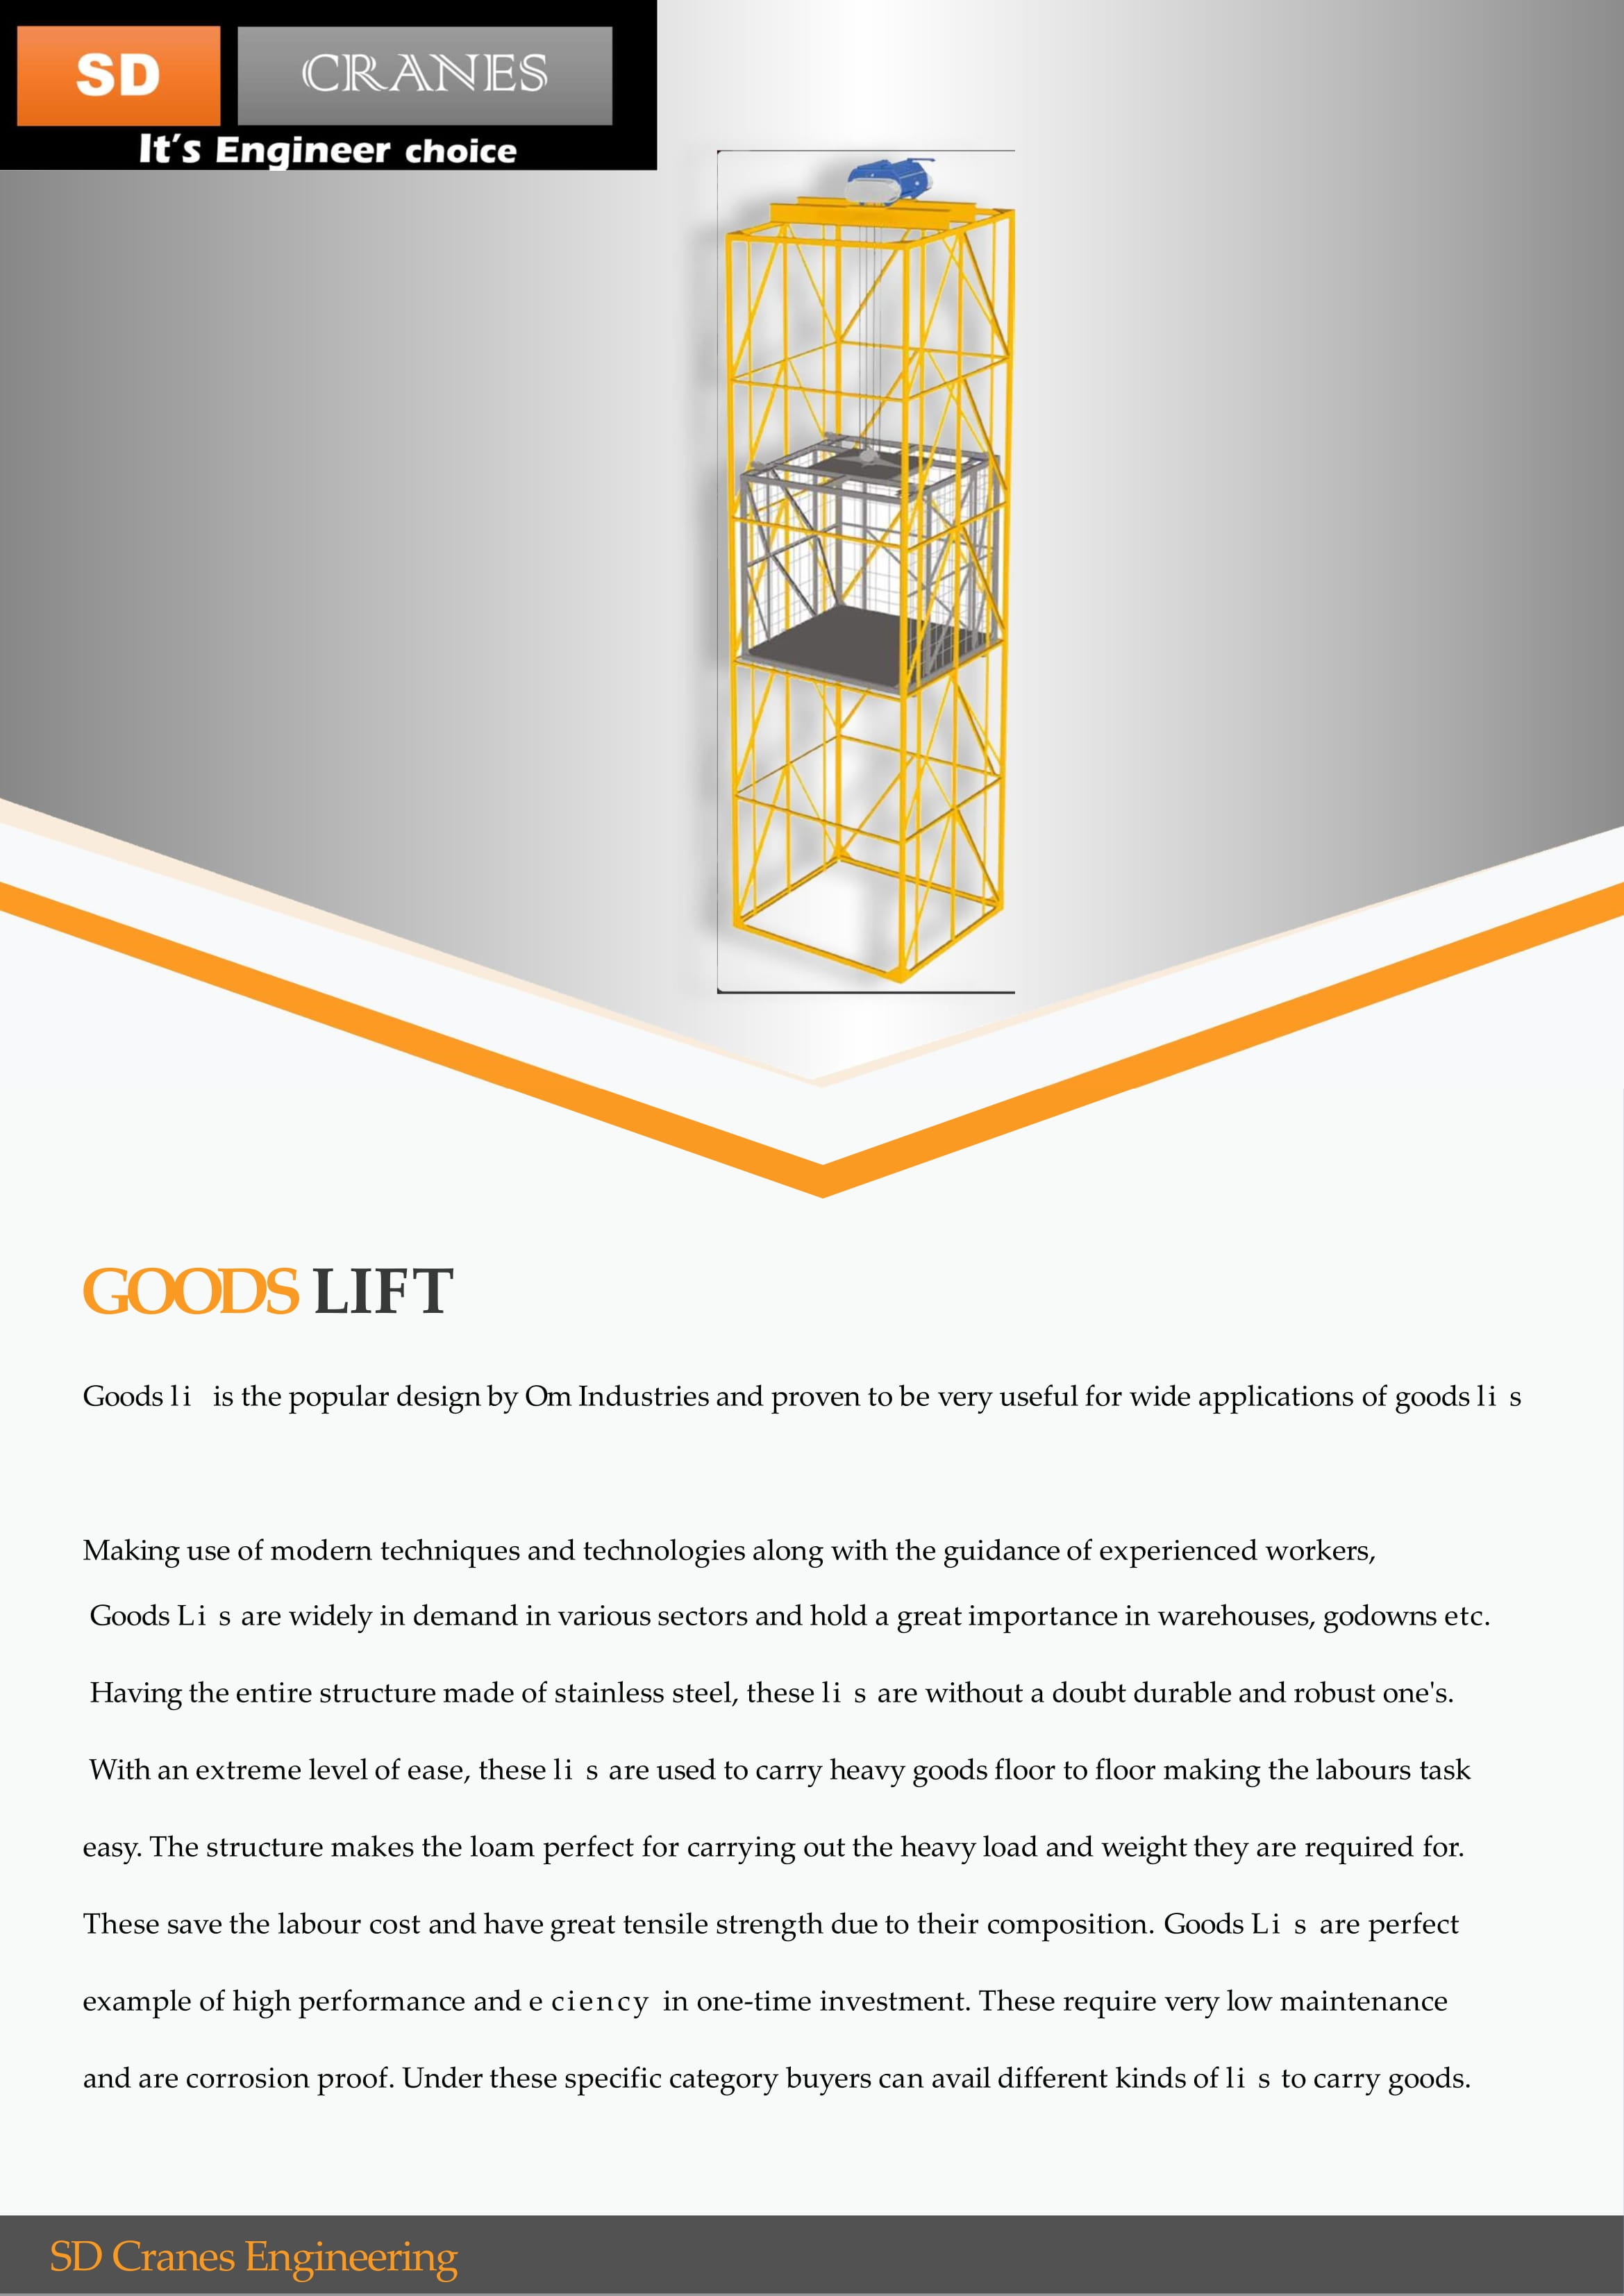 SD CRANES
It's Engineer choice
GOODS LIFT
Goods li is the popular design by Om Industries and proven to be very useful for wide applications of goods li s
Making use of modern techniques and technologies along with the guidance of experienced workers,
Goods Li s are widely in demand in various sectors and hold a great importance in warehouses, godowns etc.
Having the entire structure made of stainless steel, these li s are without a doubt durable and robust one's.
With an extreme level of ease, these li s are used to carry heavy goods floor to floor making the labours task
easy. The structure makes the loam perfect for carrying out the heavy load and weight they are required for.
These save the labour cost and have great tensile strength due to their composition. Goods Li s are perfect
example of high performance and e ciency in one-time investment. These require very low maintenance
and are corrosion proof. Under these specific category buyers can avail different kinds of li s to carry goods.
SD Cranes Engineering